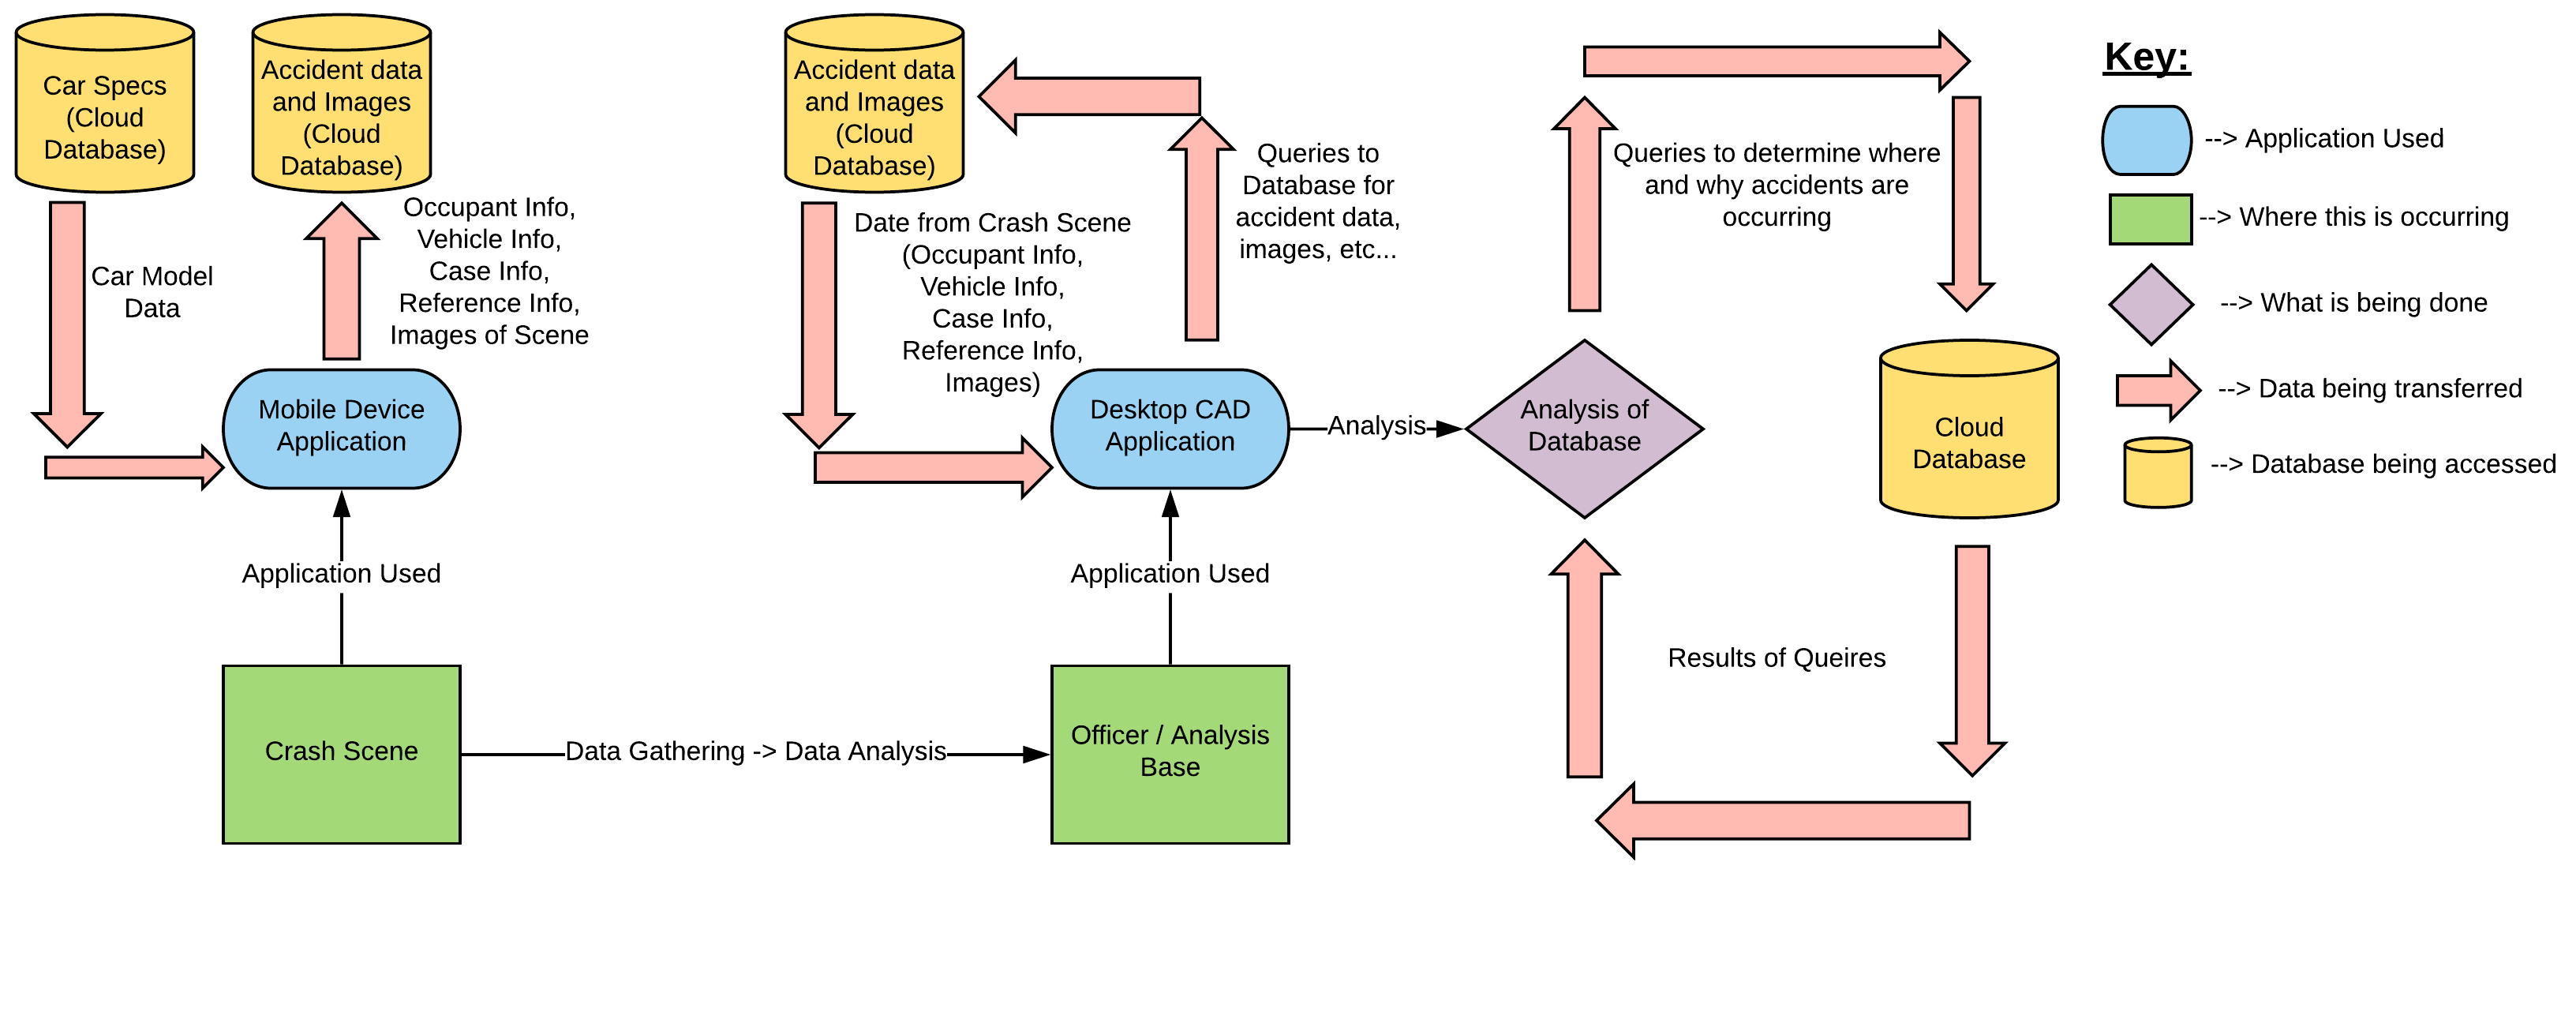 Car Specs
(Cloud
Database)
Accident data
and Images
(Cloud
Database)
Car Model
Data
Occupant Info,
Vehicle Info,
Case Info,
Reference Info,
Images of Scene
Mobile Device
Application
Application Used
Crash Scene
Data Gathering -> Data Analysis
Accident data
and Images
(Cloud
Database)
Date from Crash Scene
(Occupant Info,
Vehicle Info,
Case Info,
Reference Info,
Images)
Queries to
Database for
accident data,
images, etc...
Desktop CAD
Application
Application Used
Officer / Analysis
Base
Analysis
Analysis of
Database
Queries to determine where
and why accidents are
occurring
Cloud
Database
Results of Queires
Key:
--> Application Used
--> Where this is occurring
--> What is being done
--> Data being transferred
--> Database being accessed